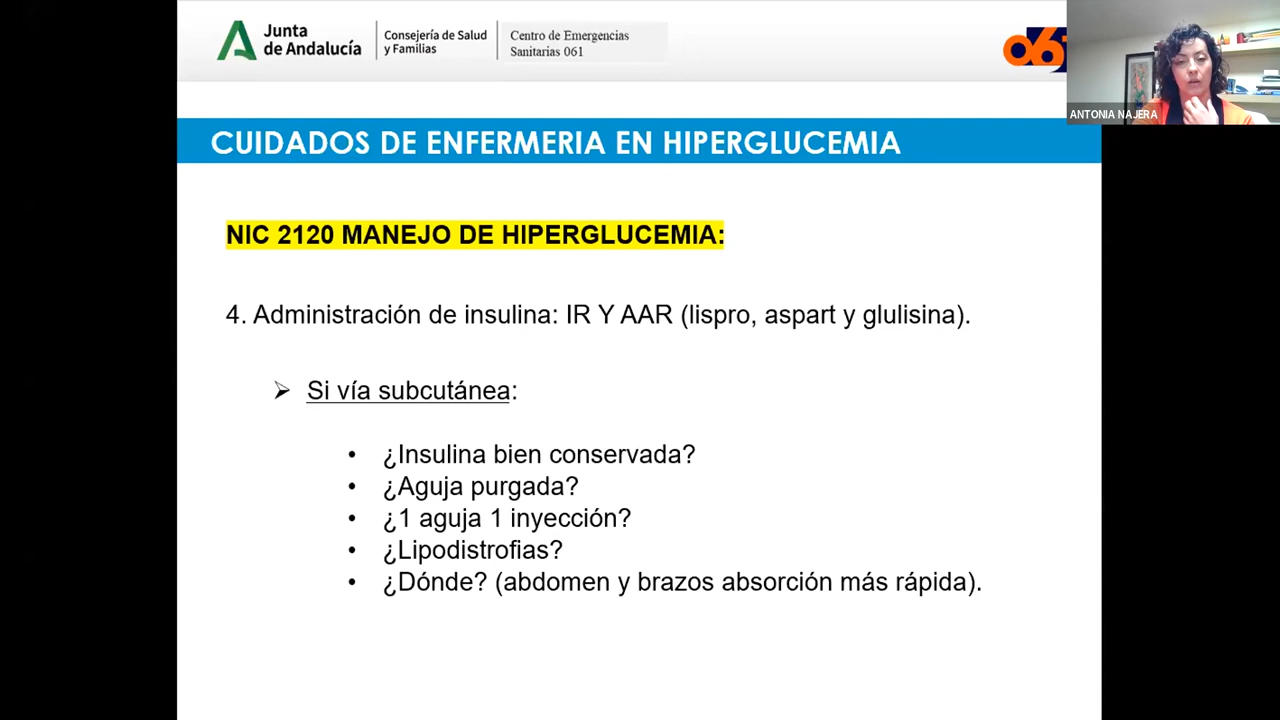 Junta
de Andalucía
Consejería de Salud
y Familias
Centro de Emergencias
Sanitarias 061
061
ANTONIA NAJERA
CUIDADOS DE ENFERMERIA EN HIPERGLUCEMIA
NIC 2120 MANEJO DE HIPERGLUCEMIA:
4. Administración de insulina: IR Y AAR (lispro, aspart y glulisina).
➢ Si vía subcutánea:
• ¿Insulina bien conservada?
• ¿Aguja purgada?
• ¿1 aguja 1 inyección?
• ¿Lipodistrofias?
• ¿Dónde? (abdomen y brazos absorción más rápida).